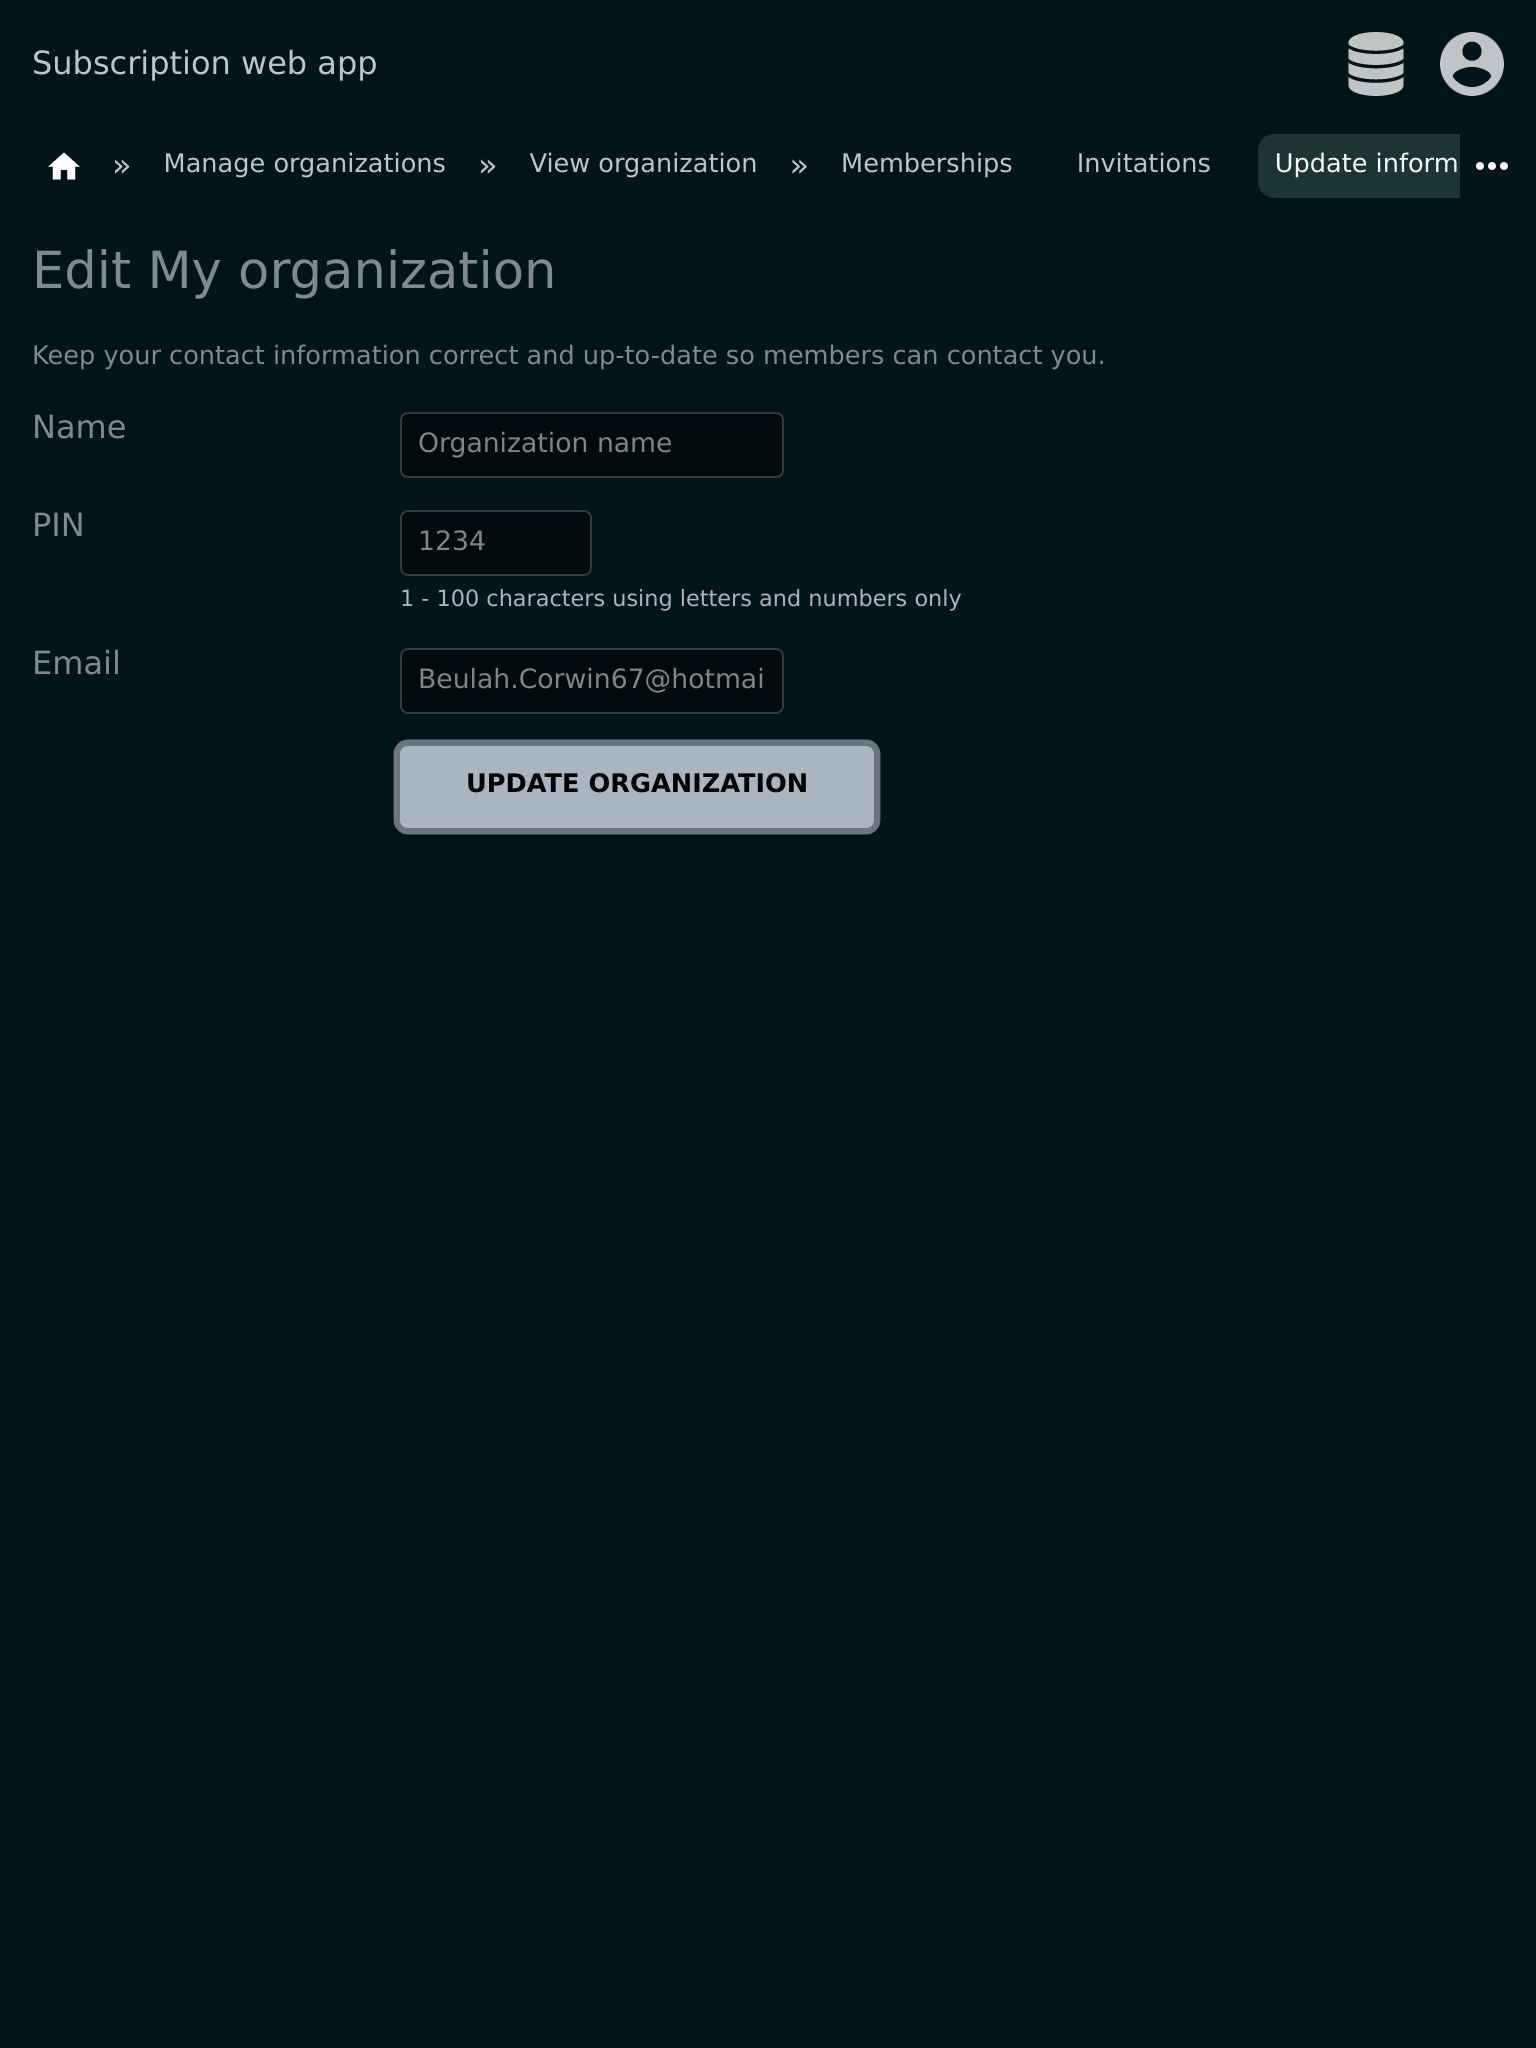 Subscription web app
» Manage organizations » View organization » Memberships Invitations Update inform •••
Edit My organization
Keep your contact information correct and up-to-date so members can contact you.
Name
Organization name
PIN
1234
1 - 100 characters using letters and numbers only
Email
Beulah.Corwin67@hotmai
UPDATE ORGANIZATION